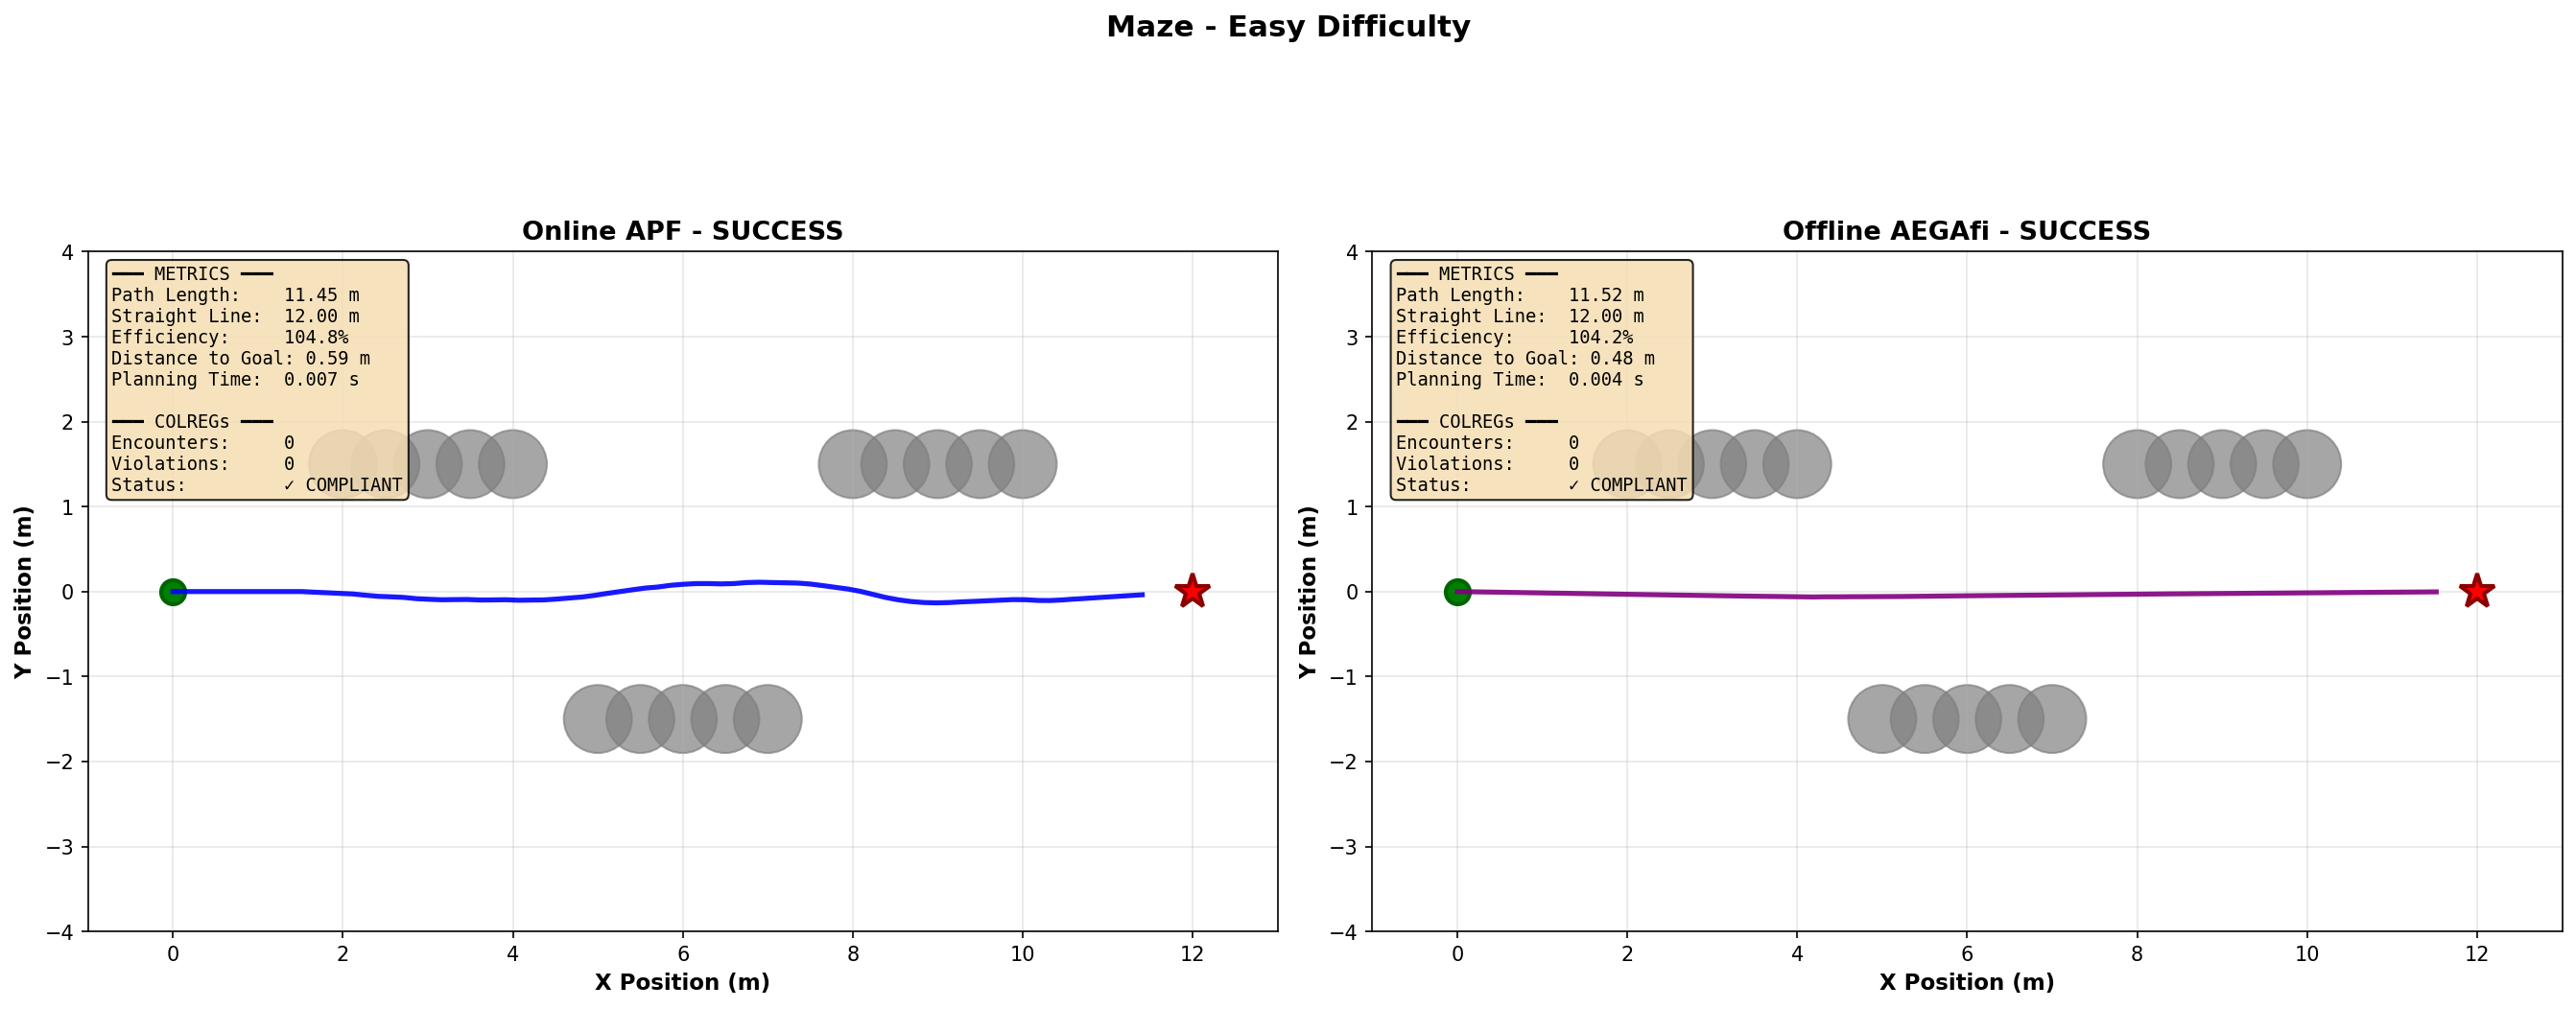 Maze - Easy Difficulty
Online APF - SUCCESS
━━━ METRICS ━━━
Path Length: 11.45 m
Straight Line: 12.00 m
Efficiency: 104.8%
Distance to Goal: 0.59 m
Planning Time: 0.007 s
━━━ COLREGs ━━━
Encounters: 0
Violations: 0
Status: ✓ COMPLIANT
4
3
2
1
0
−1
−2
−3
−4
Y Position (m)
0 2 4 6 8 10 12
X Position (m)
Offline AEGAfi - SUCCESS
━━━ METRICS ━━━
Path Length: 11.52 m
Straight Line: 12.00 m
Efficiency: 104.2%
Distance to Goal: 0.48 m
Planning Time: 0.004 s
━━━ COLREGs ━━━
Encounters: 0
Violations: 0
Status: ✓ COMPLIANT
4
3
2
1
0
−1
−2
−3
−4
Y Position (m)
0 2 4 6 8 10 12
X Position (m)